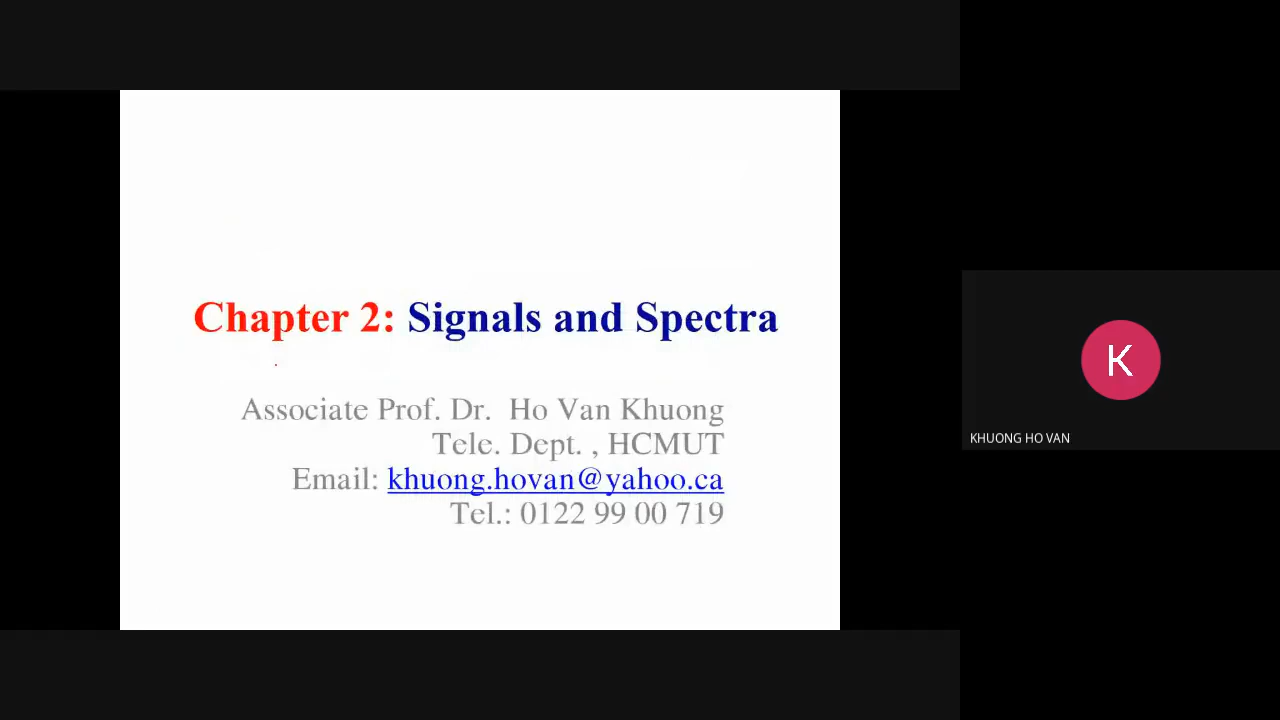 Chapter 2: Signals and Spectra
Associate Prof. Dr. Ho Van Khuong
Tele. Dept. , HCMUT
Email: khuong.hovan@yahoo.ca
Tel.: 0122 99 00 719
K
KHUONG HO VAN